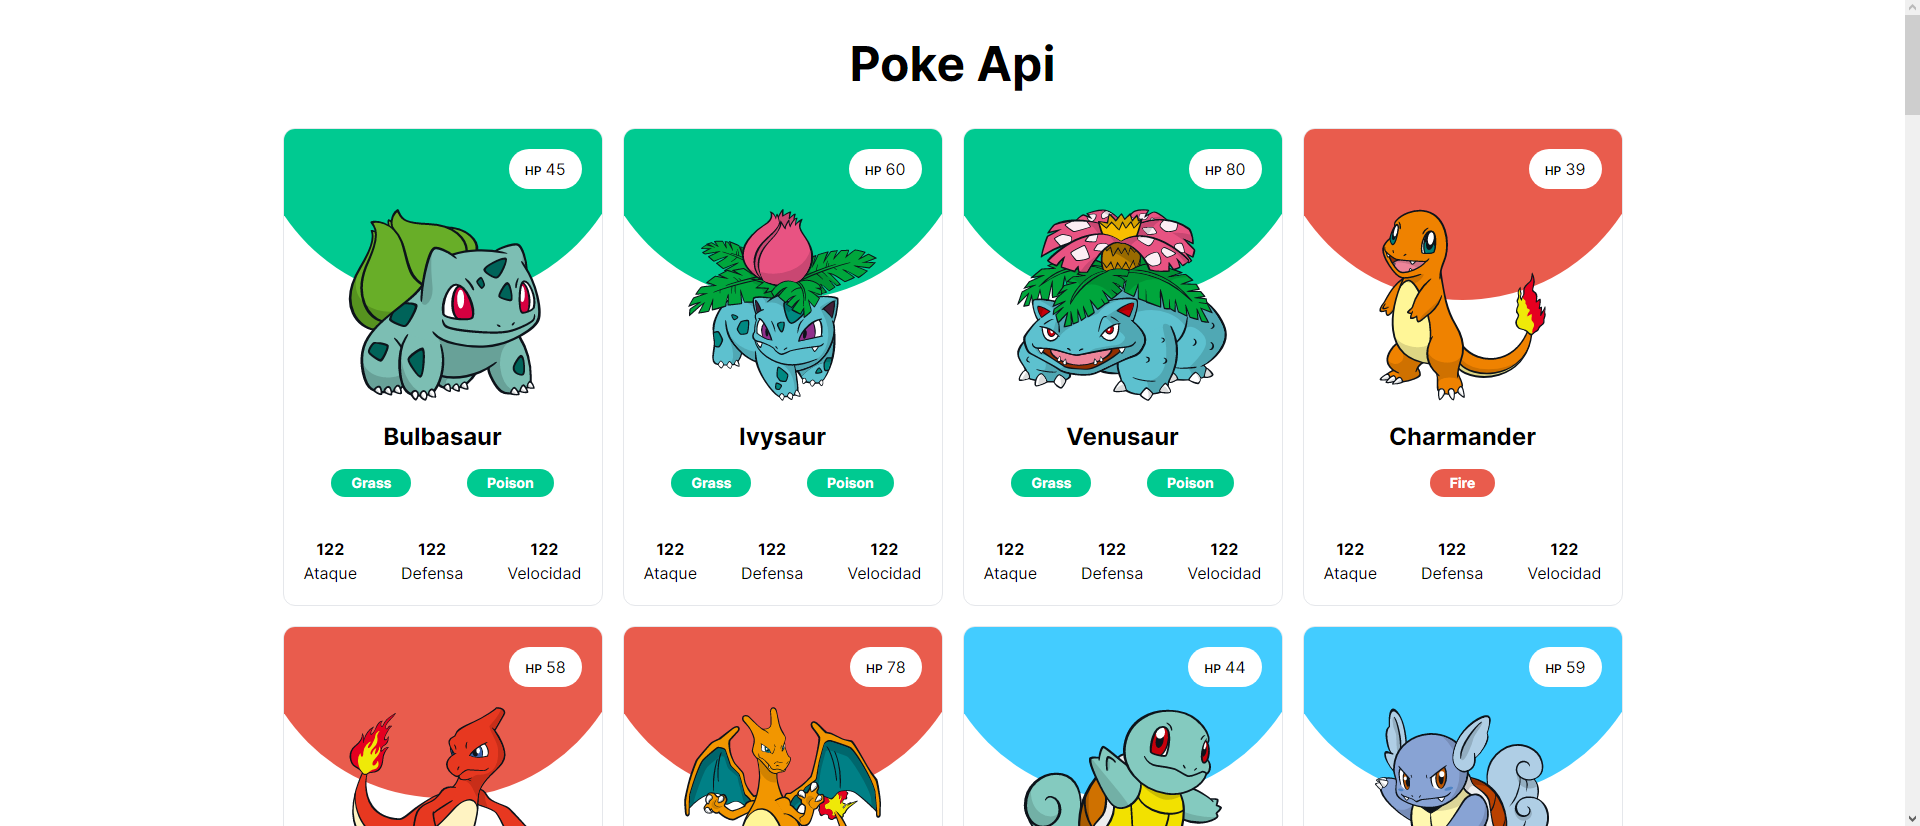 Poke Api
HP 45
HP 60
HP 80
HP 39
Bulbasaur
Ivysaur
Venusaur
Charmander
Grass Poison
Grass Poison
Grass Poison
Fire
122 122 122
Ataque Defensa Velocidad
122 122 122
Ataque Defensa Velocidad
122 122 122
Ataque Defensa Velocidad
122 122 122
Ataque Defensa Velocidad
HP 58
HP 78
HP 44
HP 59